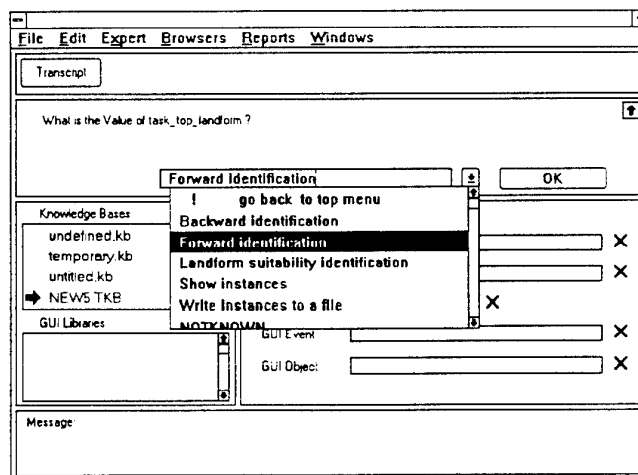 File Edit Expert Browsers Reports Windows
Transcript
What is the Value of task_top_landform ?
Forward Identification
OK
! go back to top menu
Backward identification
Forward identification
Landform suitability identification
Show instances
Write Instances to a file
NOTKNOWN
Knowledge Bases
undefined.kb
temporary.kb
untitled.kb
NEW5 TKB
GUI Libraries
GUI Event
GUI Object
Message